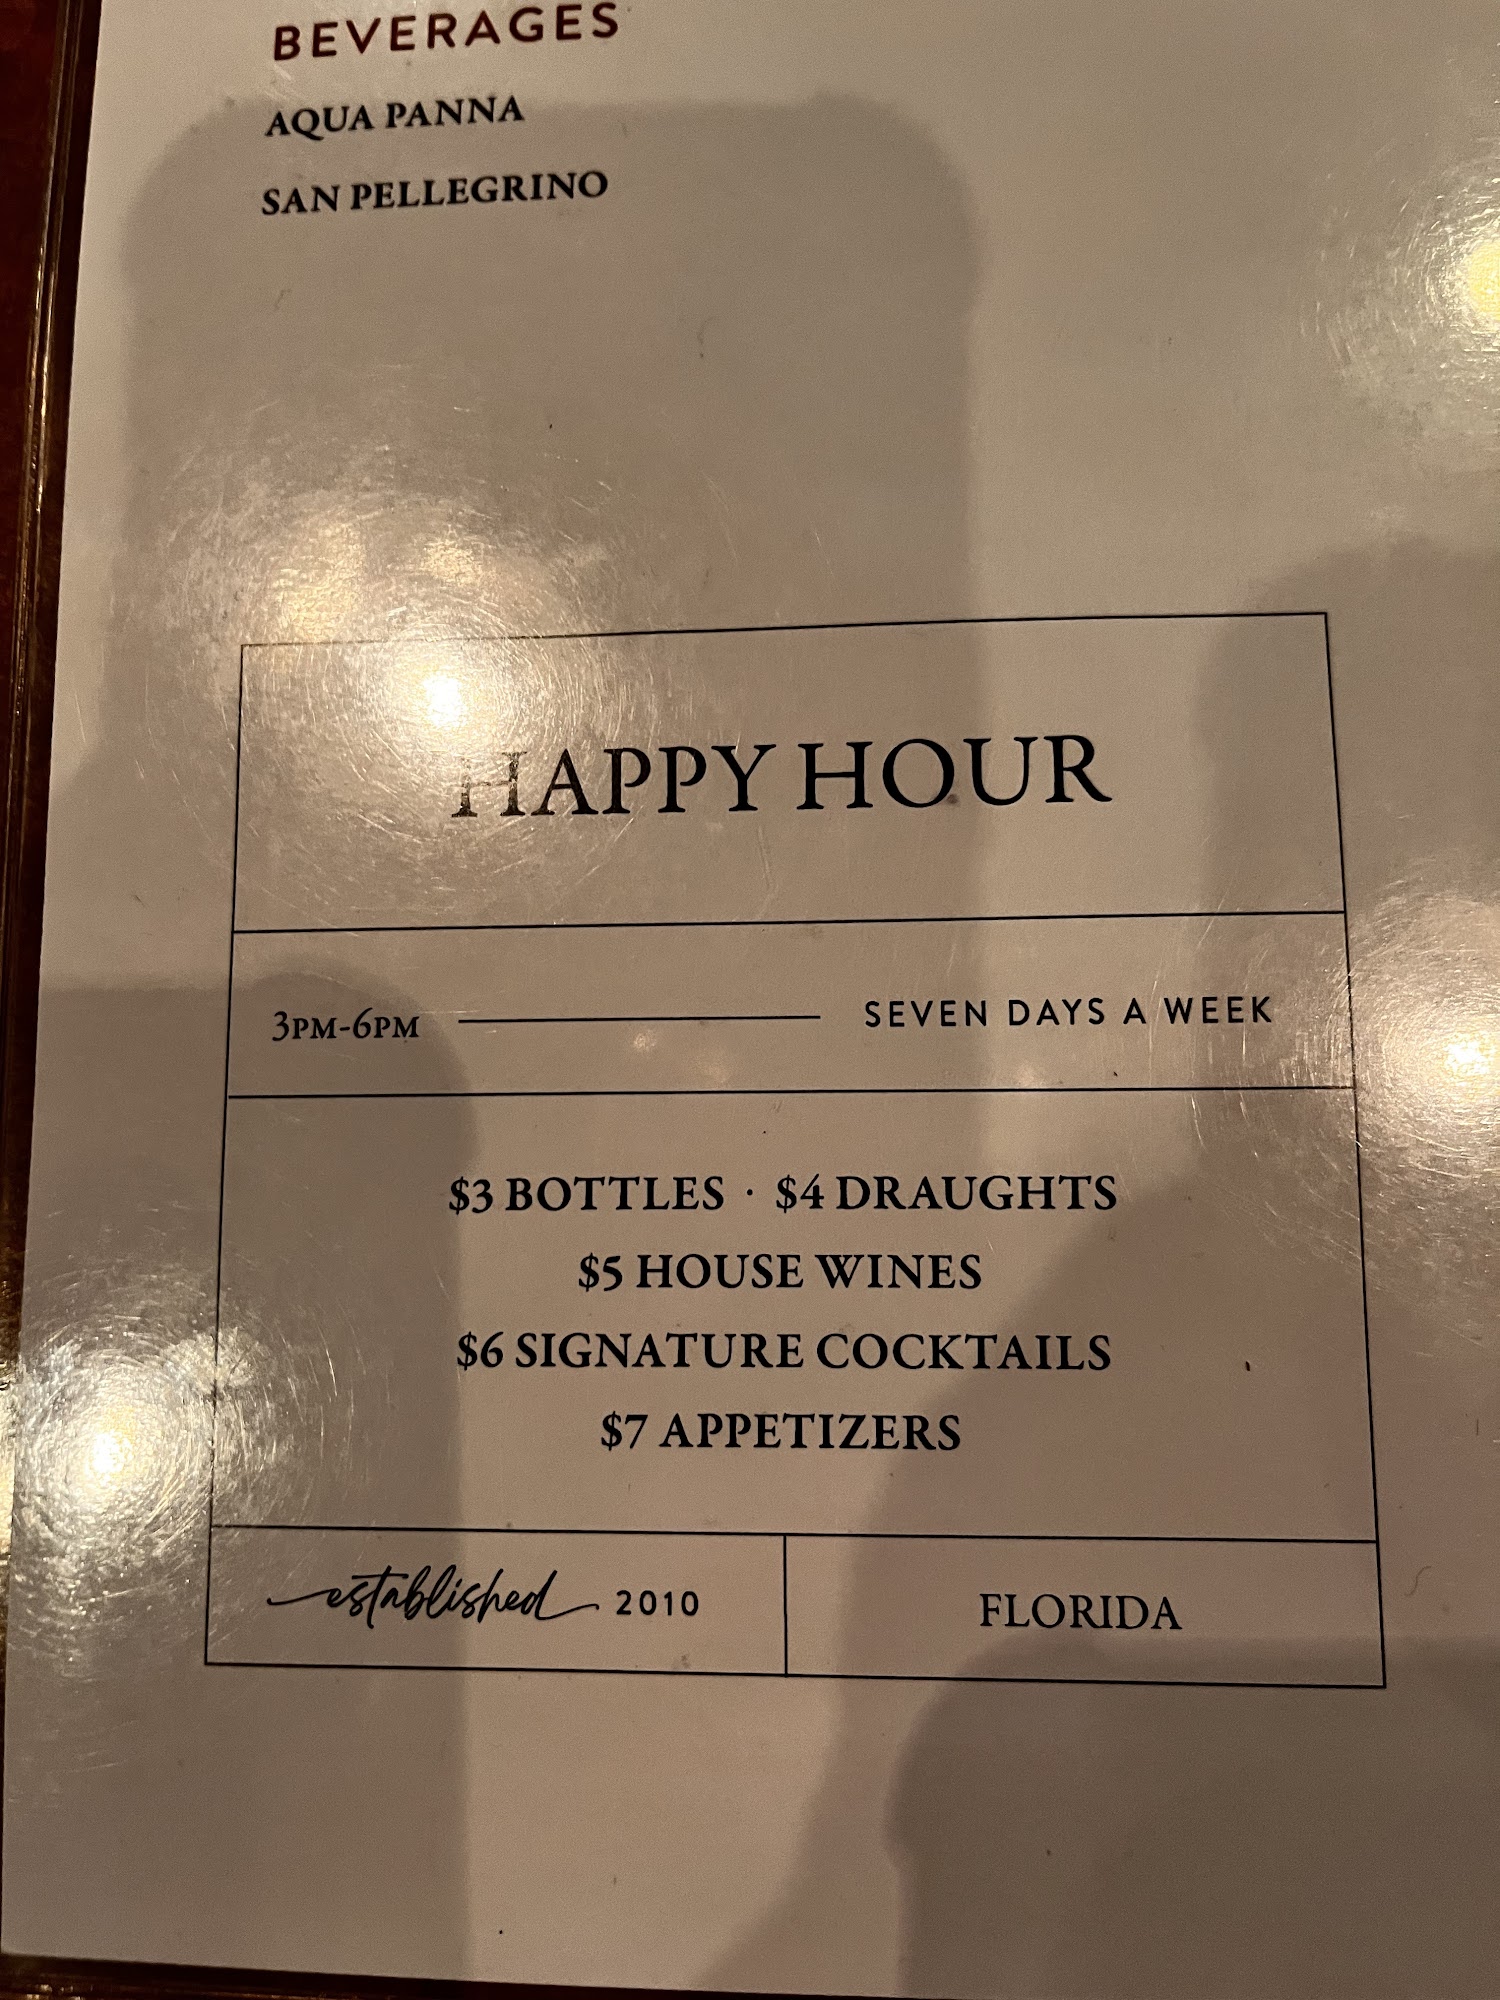 BEVERAGES
AQUA PANNA
SAN PELLEGRINO
HAPPY HOUR
3PM-6PM SEVEN DAYS A WEEK
$3 BOTTLES · $4 DRAUGHTS
$5 HOUSE WINES
$6 SIGNATURE COCKTAILS
$7 APPETIZERS
established 2010
FLORIDA